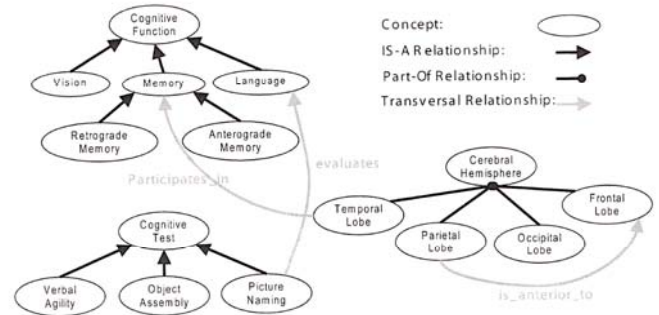 Cognitive
Function
Vision
Memory
Language
Retrograde
Memory
Anterograde
Memory
Participates_in
evaluates
Cognitive
Test
Verbal
Agility
Object
Assembly
Picture
Naming
Concept:
IS-A Relationship:
Part-Of Relationship:
Transversal Relationship:
Cerebral
Hemisphere
Temporal
Lobe
Parietal
Lobe
Occipital
Lobe
Frontal
Lobe
is_anterior_to